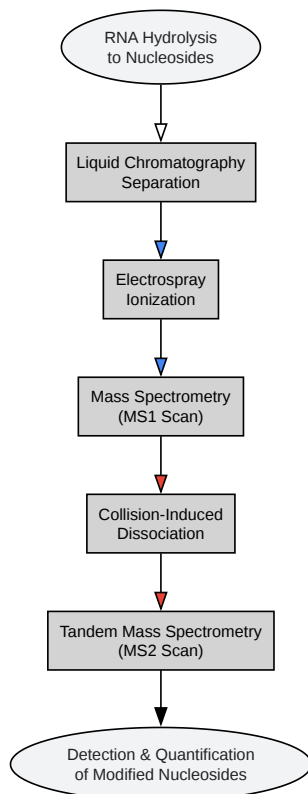 RNA Hydrolysis
to Nucleosides
Liquid Chromatography
Separation
Electrospray
Ionization
Mass Spectrometry
(MS1 Scan)
Collision-Induced
Dissociation
Tandem Mass Spectrometry
(MS2 Scan)
Detection & Quantification
of Modified Nucleosides